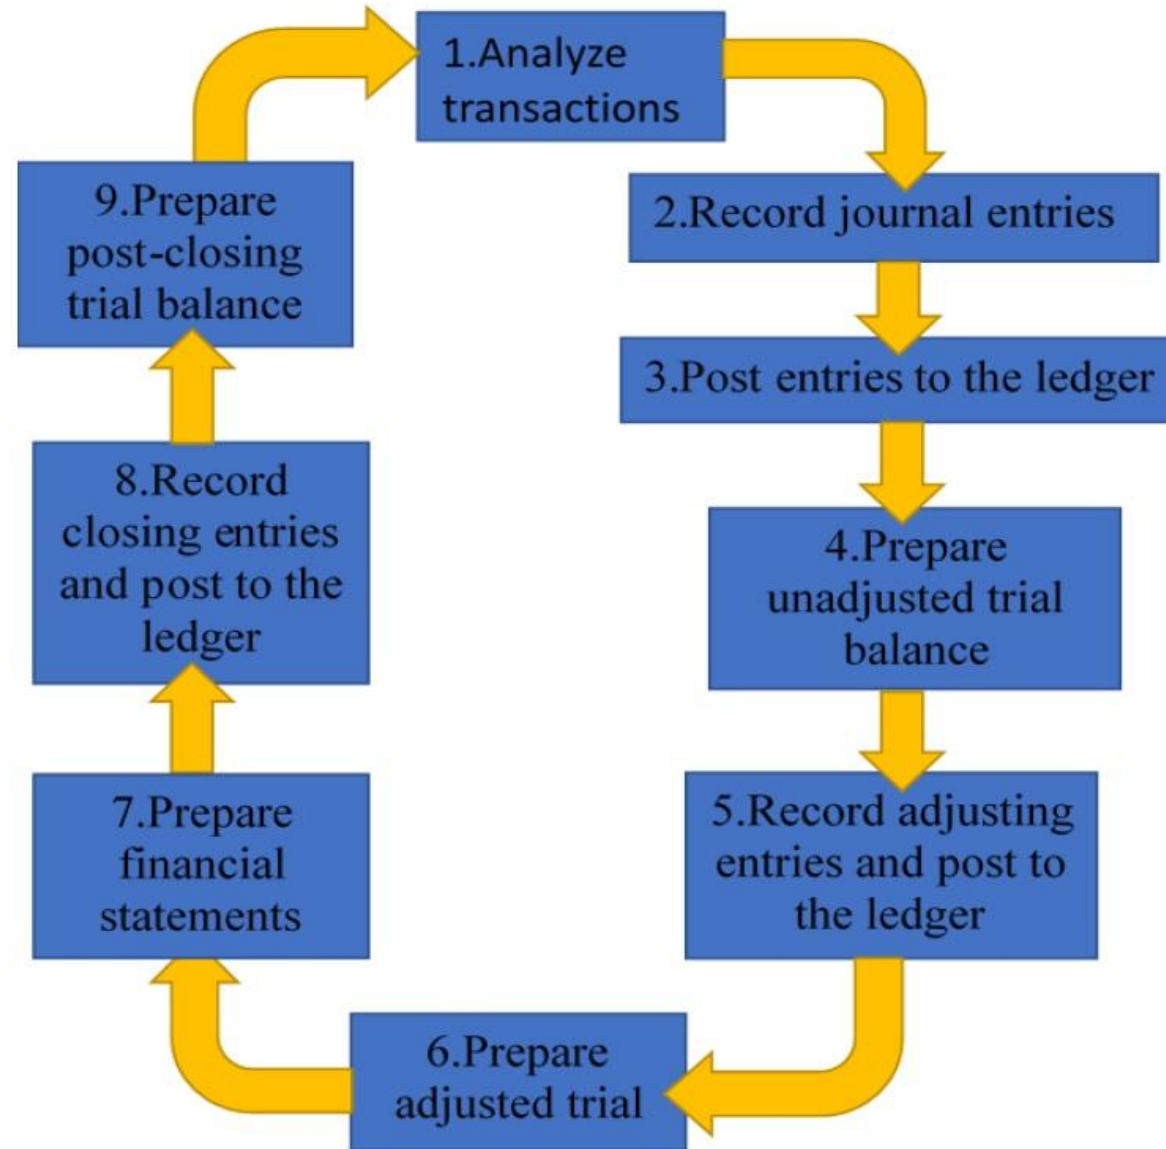 1.Analyze
transactions
2.Record journal entries
3.Post entries to the ledger
4.Prepare
unadjusted trial
balance
5.Record adjusting
entries and post to
the ledger
6.Prepare
adjusted trial
7.Prepare
financial
statements
8.Record
closing entries
and post to the
ledger
9.Prepare
post-closing
trial balance